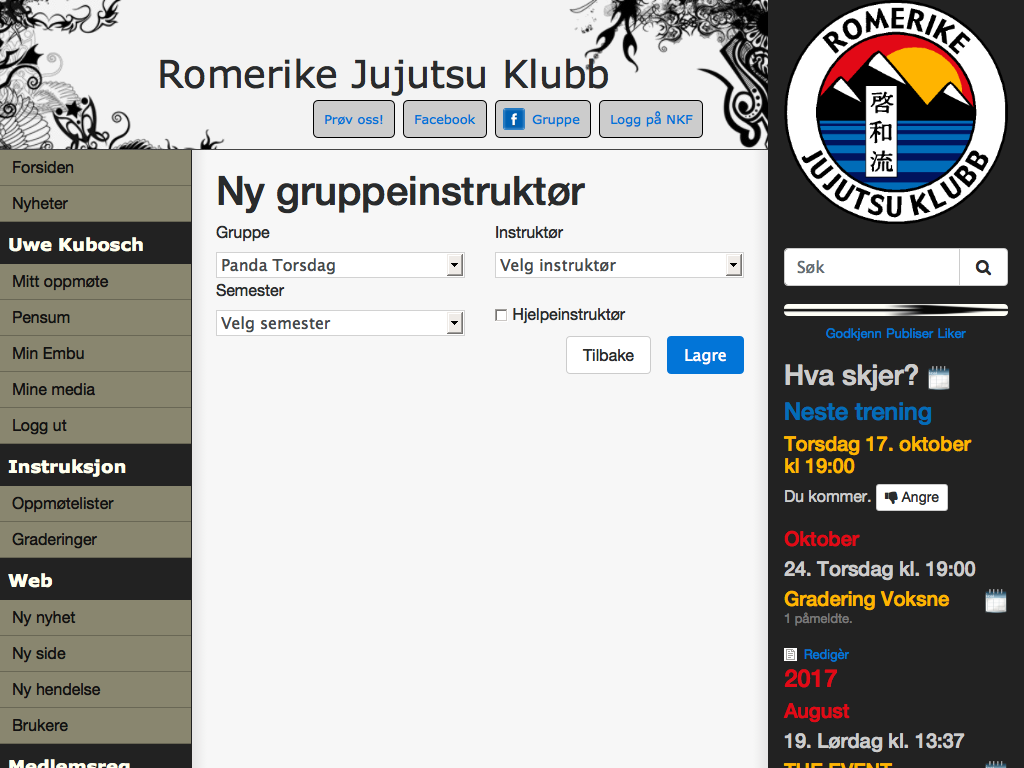 Romerike Jujutsu Klubb
Prøv oss!
Facebook
Gruppe
Logg på NKF
Forsiden
Nyheter
Uwe Kubosch
Mitt oppmøte
Pensum
Min Embu
Mine media
Logg ut
Instruksjon
Oppmøtelister
Graderinger
Web
Ny nyhet
Ny side
Ny hendelse
Brukere
Medlemsreg
Ny gruppeinstruktør
Gruppe
Instruktør
Panda Torsdag
Velg instruktør
Semester
Velg semester
Hjelpeinstruktør
Tilbake
Lagre
ROMERIKE
啓和流
JUJUTSU KLUBB
Søk
Godkjenn Publiser Liker
Hva skjer?
Neste trening
Torsdag 17. oktober
kl 19:00
Du kommer.
Angre
Oktober
24. Torsdag kl. 19:00
Gradering Voksne
1 påmeldte.
Redigèr
2017
August
19. Lørdag kl. 13:37
THE EVENT